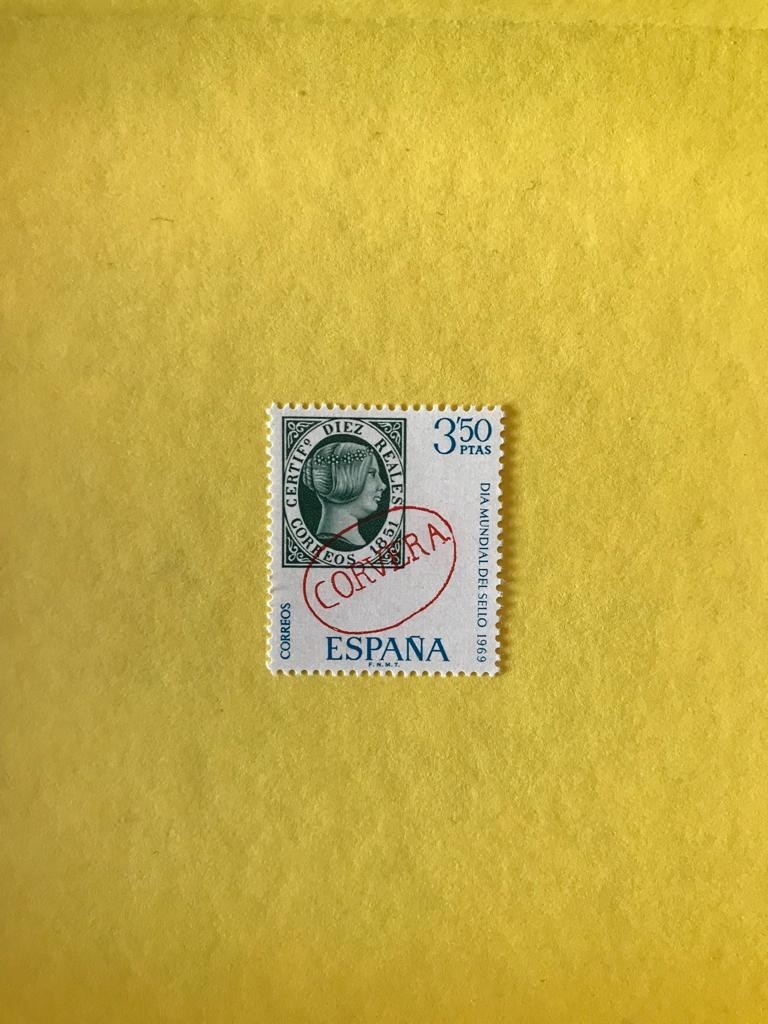 CERTIFº DIEZ REALES
CORREOS 1851
3'50
PTAS
DIA MUNDIAL DEL SELLO 1969
CORVERA
CORREOS
ESPAÑA
F.N.M.T.